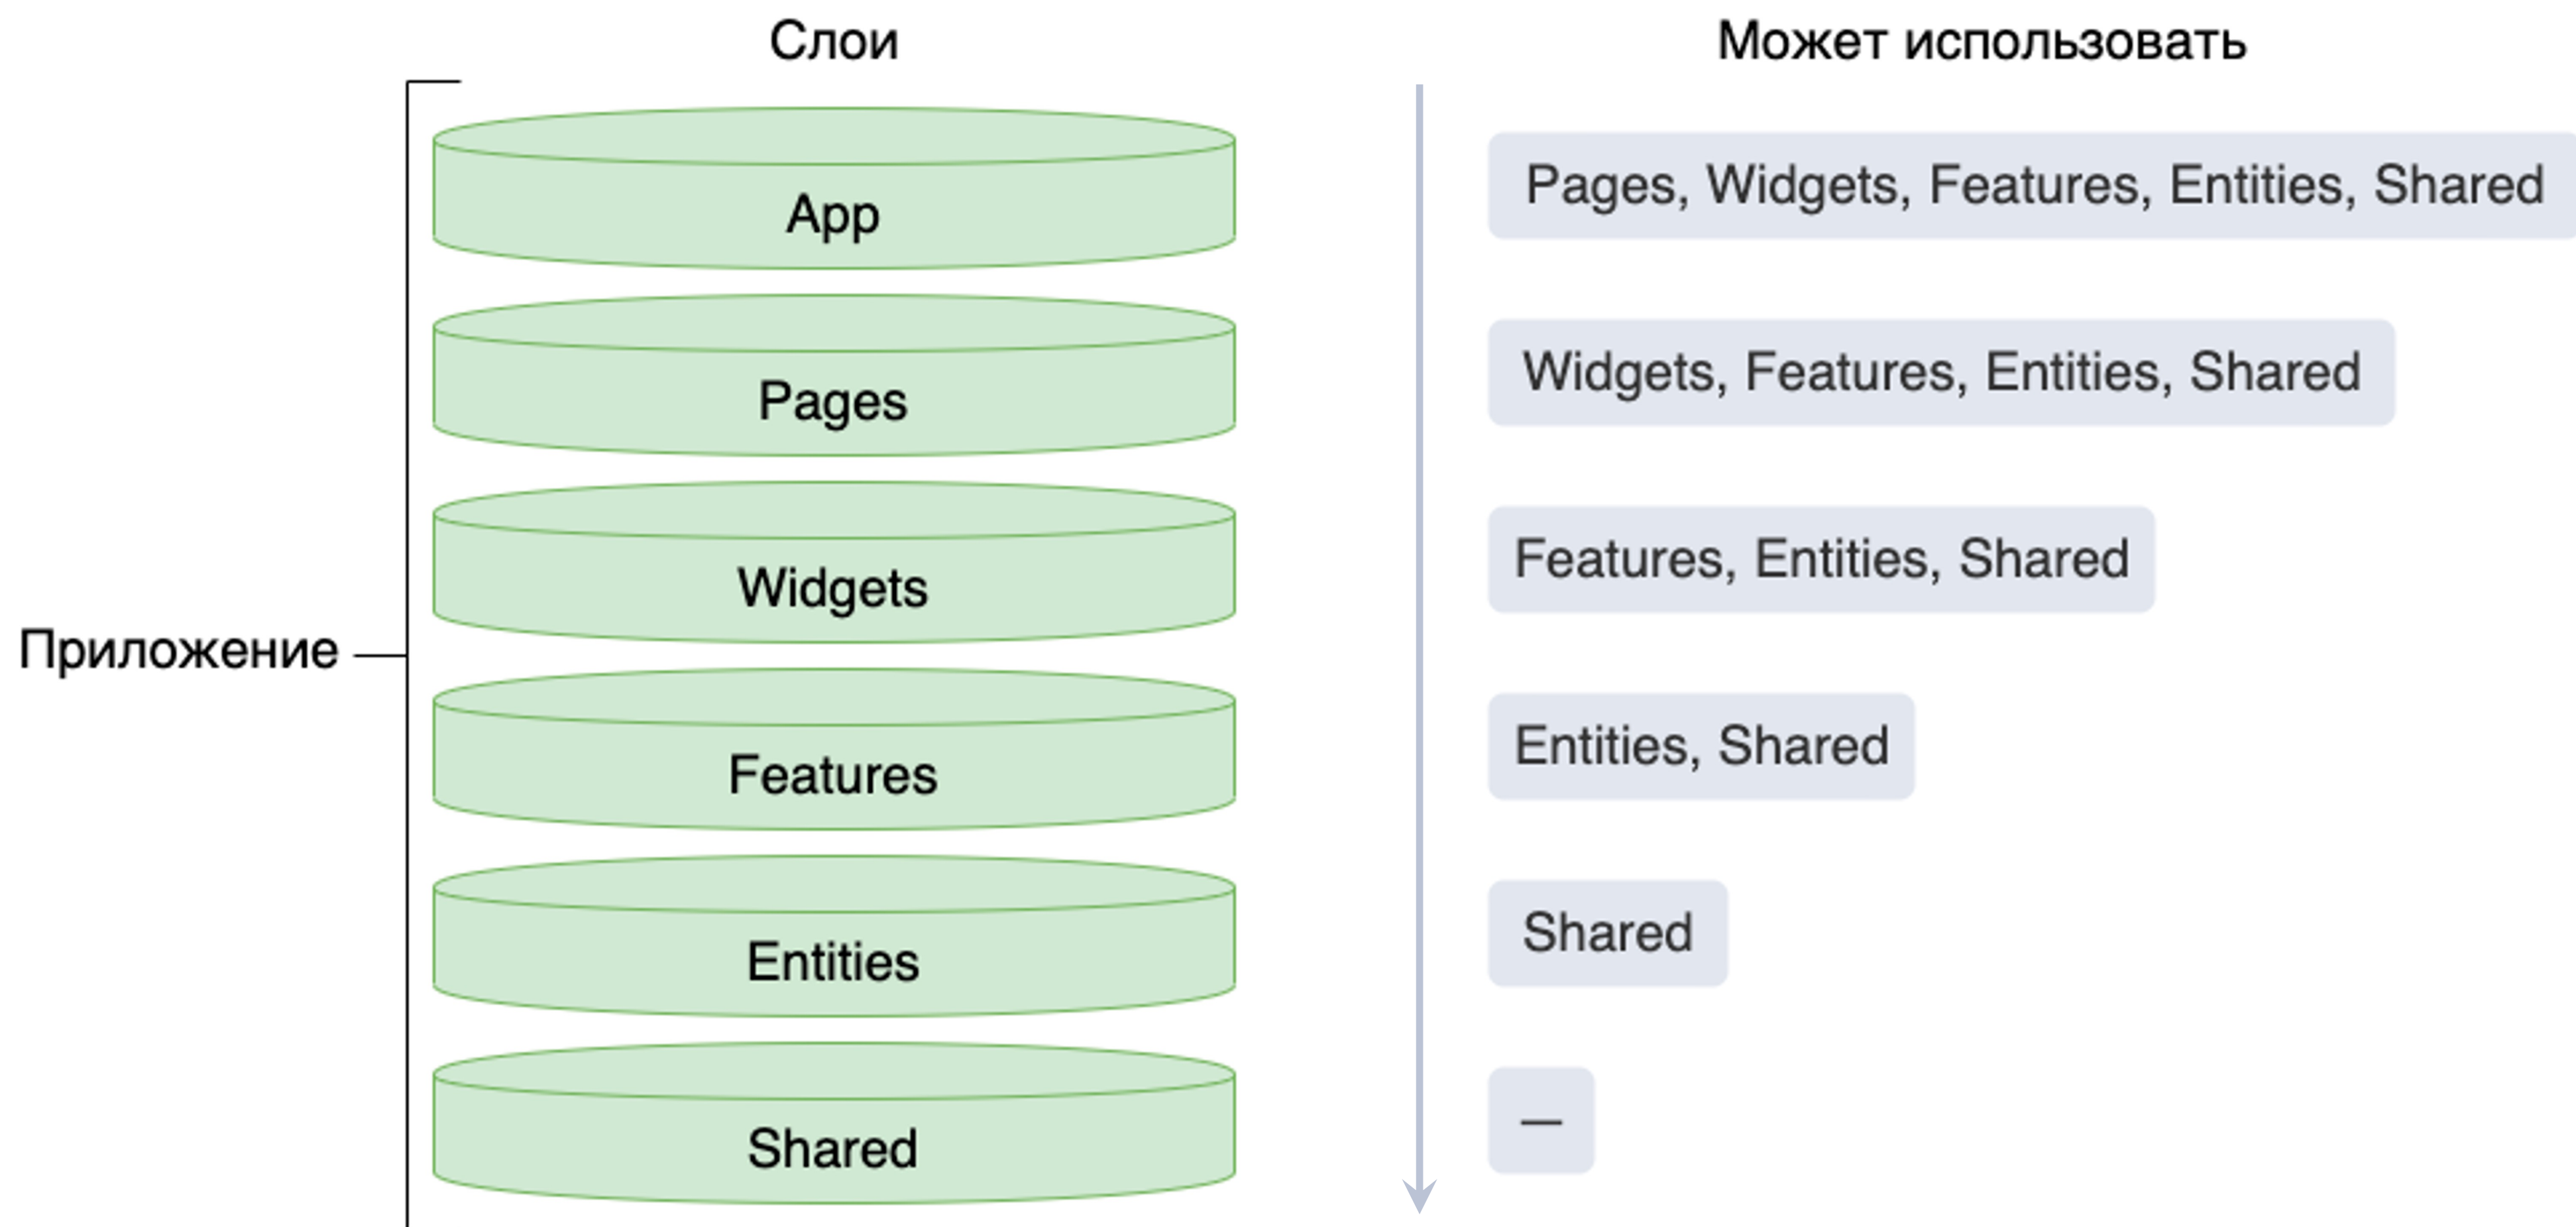 Слои
Может использовать
App
Pages, Widgets, Features, Entities, Shared
Pages
Widgets, Features, Entities, Shared
Widgets
Features, Entities, Shared
Приложение
Features
Entities, Shared
Entities
Shared
Shared
—